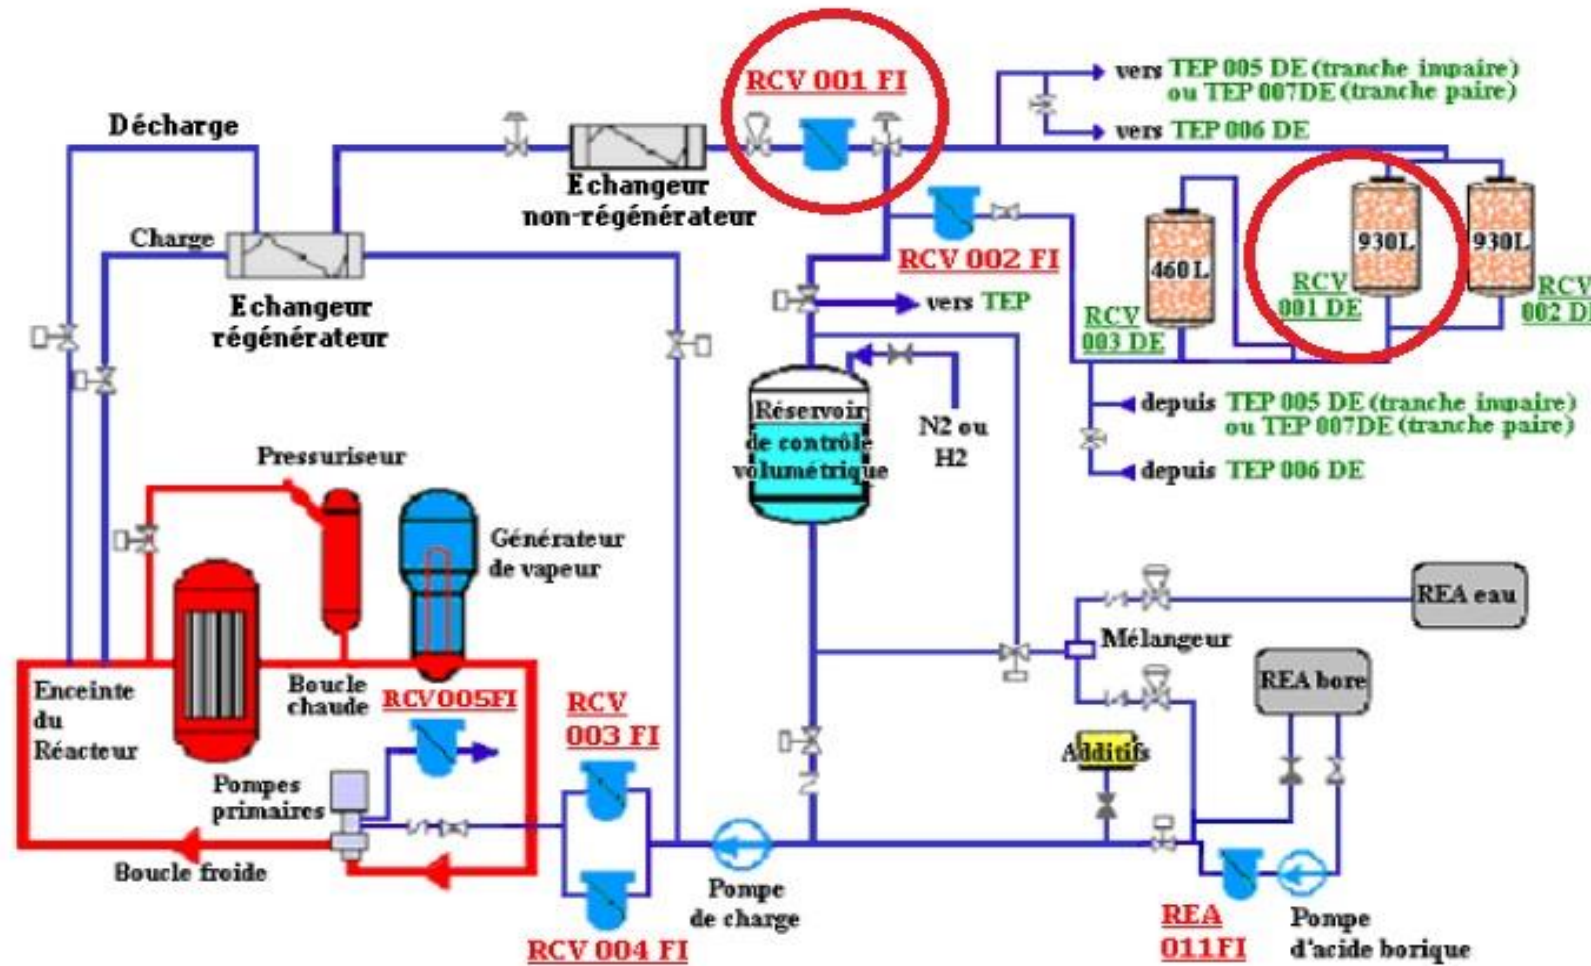 RCV 001 FI
vers TEP 005 DE (tranche impaire)
ou TEP 007DE (tranche paire)
vers TEP 006 DE
Décharge
Echangeur
non-régénérateur
Charge
RCV 002 FI
460L
930L
930L
RCV
001 DE
RCV
002 DE
RCV
003 DE
Echangeur
régénérateur
vers TEP
Réservoir
de contrôle
volumétrique
N2 ou
H2
depuis TEP 005 DE (tranche impaire)
ou TEP 007DE (tranche paire)
depuis TEP 006 DE
Pressuriseur
Générateur
de vapeur
REA eau
Mélangeur
REA bore
Enceinte
du
Réacteur
Boucle
chaude
RCV005FI
RCV
003 FI
Additifs
Pompes
primaires
Boucle froide
Pompe
de charge
RCV 004 FI
REA
011FI
Pompe
d'acide borique